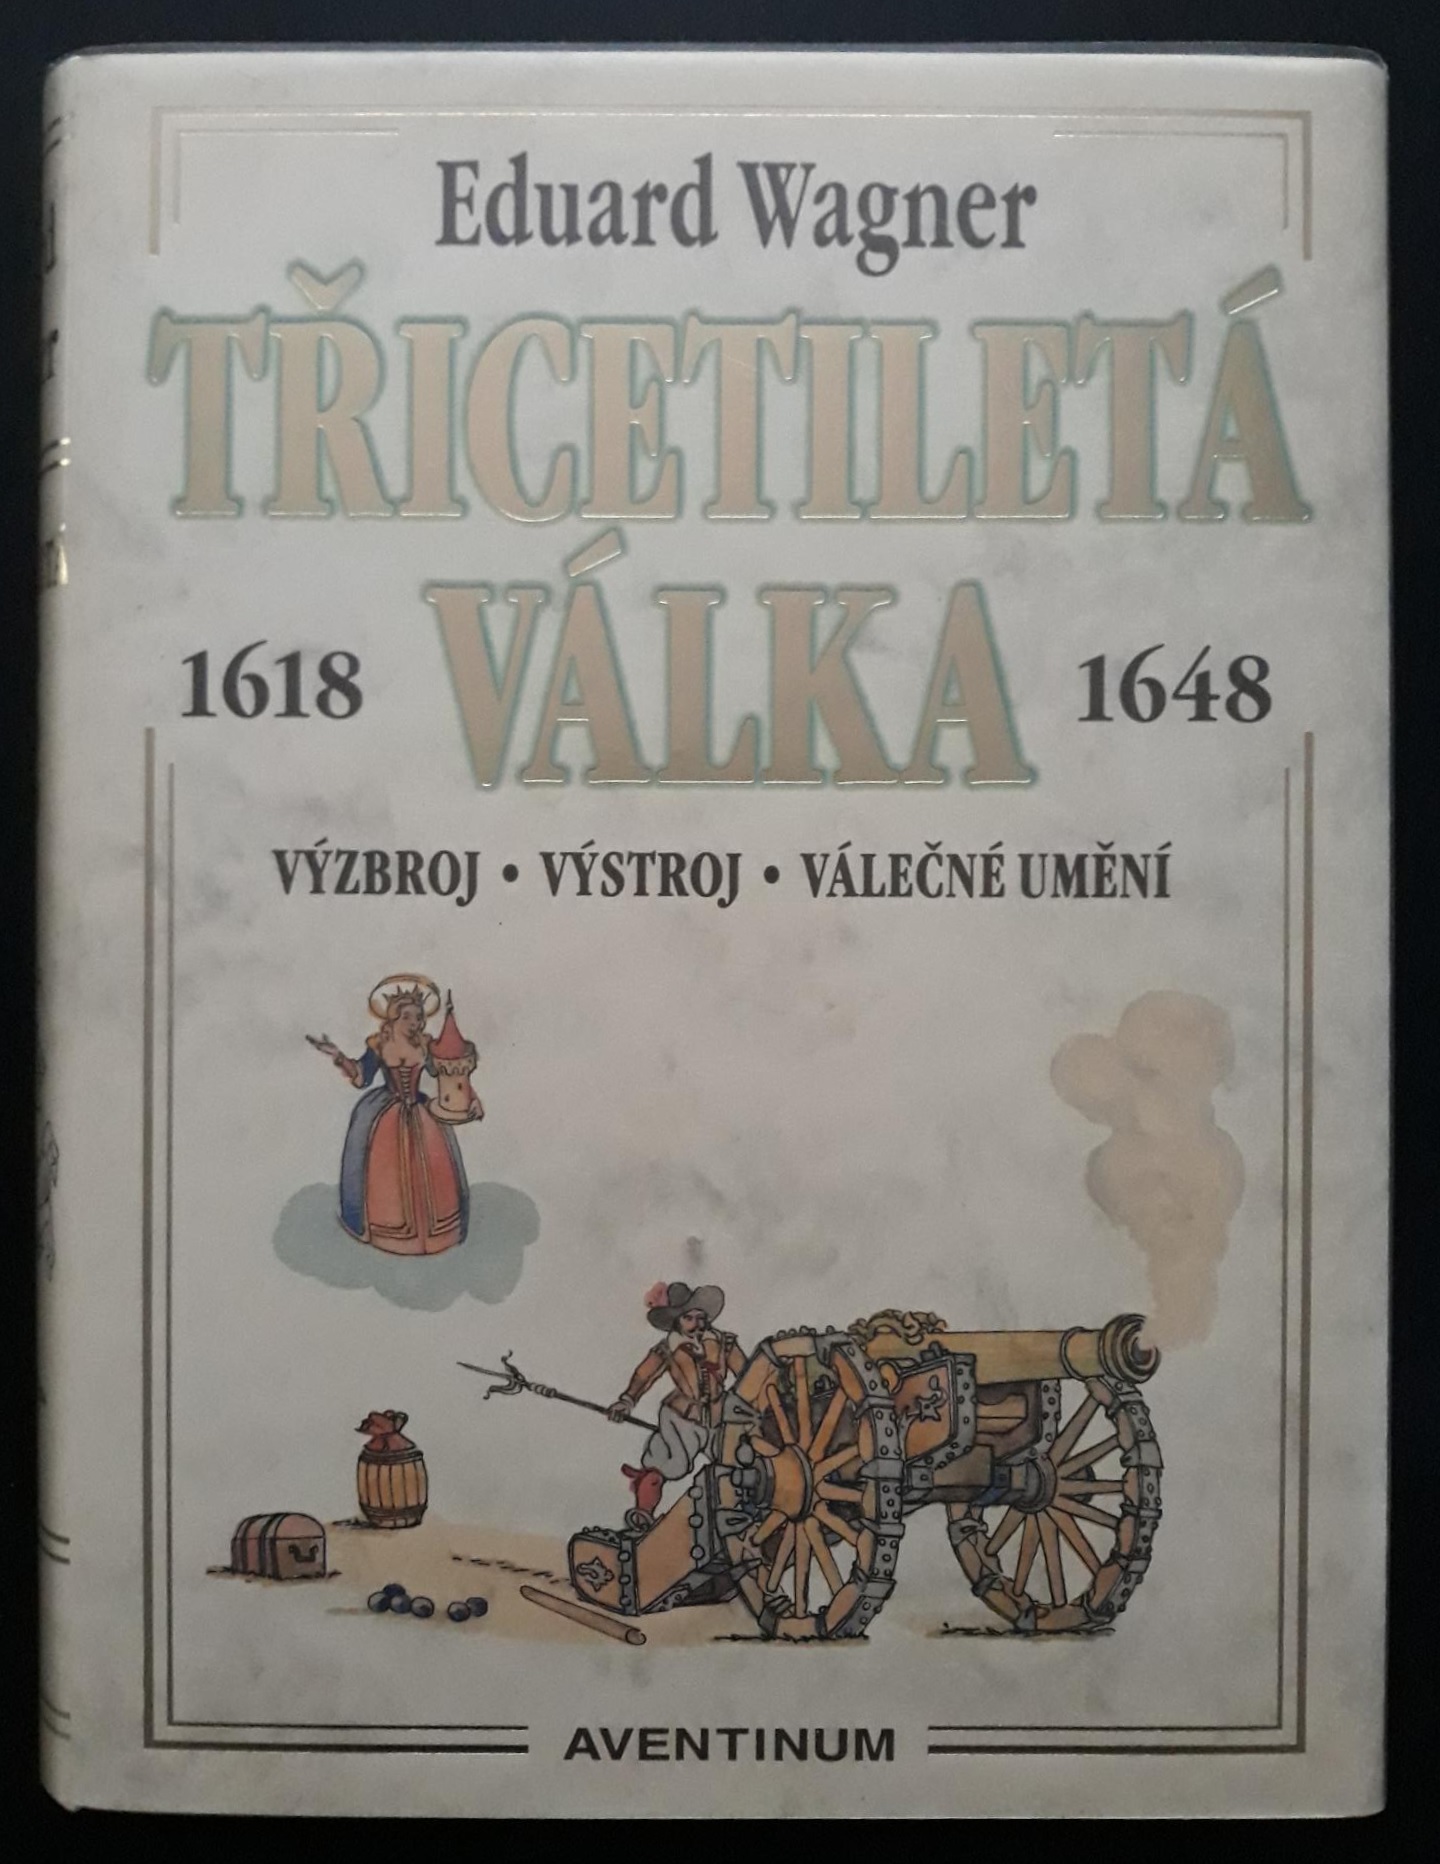 Eduard Wagner
TŘICETILETÁ
VÁLKA
1618
1648
VÝZBROJ • VÝSTROJ • VÁLEČNÉ UMĚNÍ
AVENTINUM